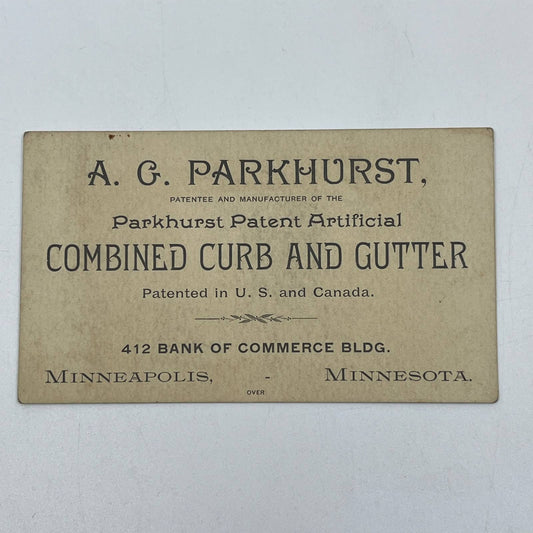 A. G. PARKHURST,
PATENTEE AND MANUFACTURER OF THE
Parkhurst Patent Artificial
COMBINED CURB AND GUTTER
Patented in U. S. and Canada.
412 BANK OF COMMERCE BLDG.
MINNEAPOLIS, - MINNESOTA.
OVER